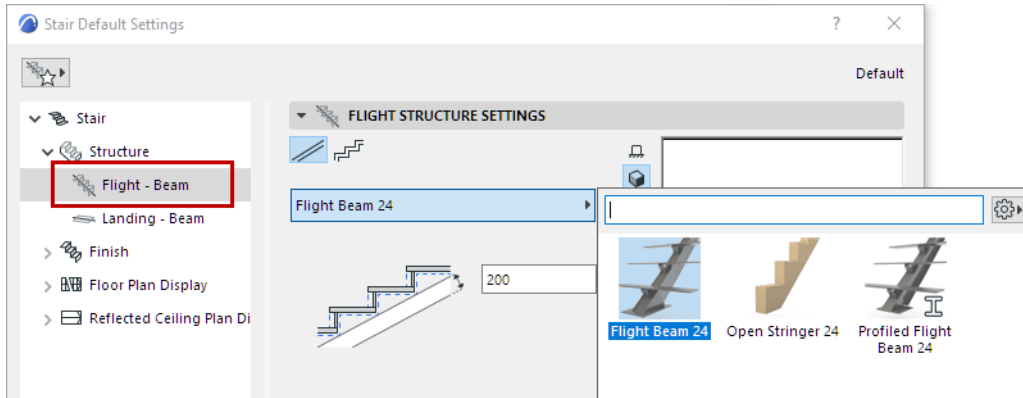 Stair Default Settings
?
Default
Stair
Structure
Flight - Beam
Landing - Beam
Finish
Floor Plan Display
Reflected Ceiling Plan Di
FLIGHT STRUCTURE SETTINGS
Flight Beam 24
200
Flight Beam 24
Open Stringer 24
Profiled Flight
Beam 24